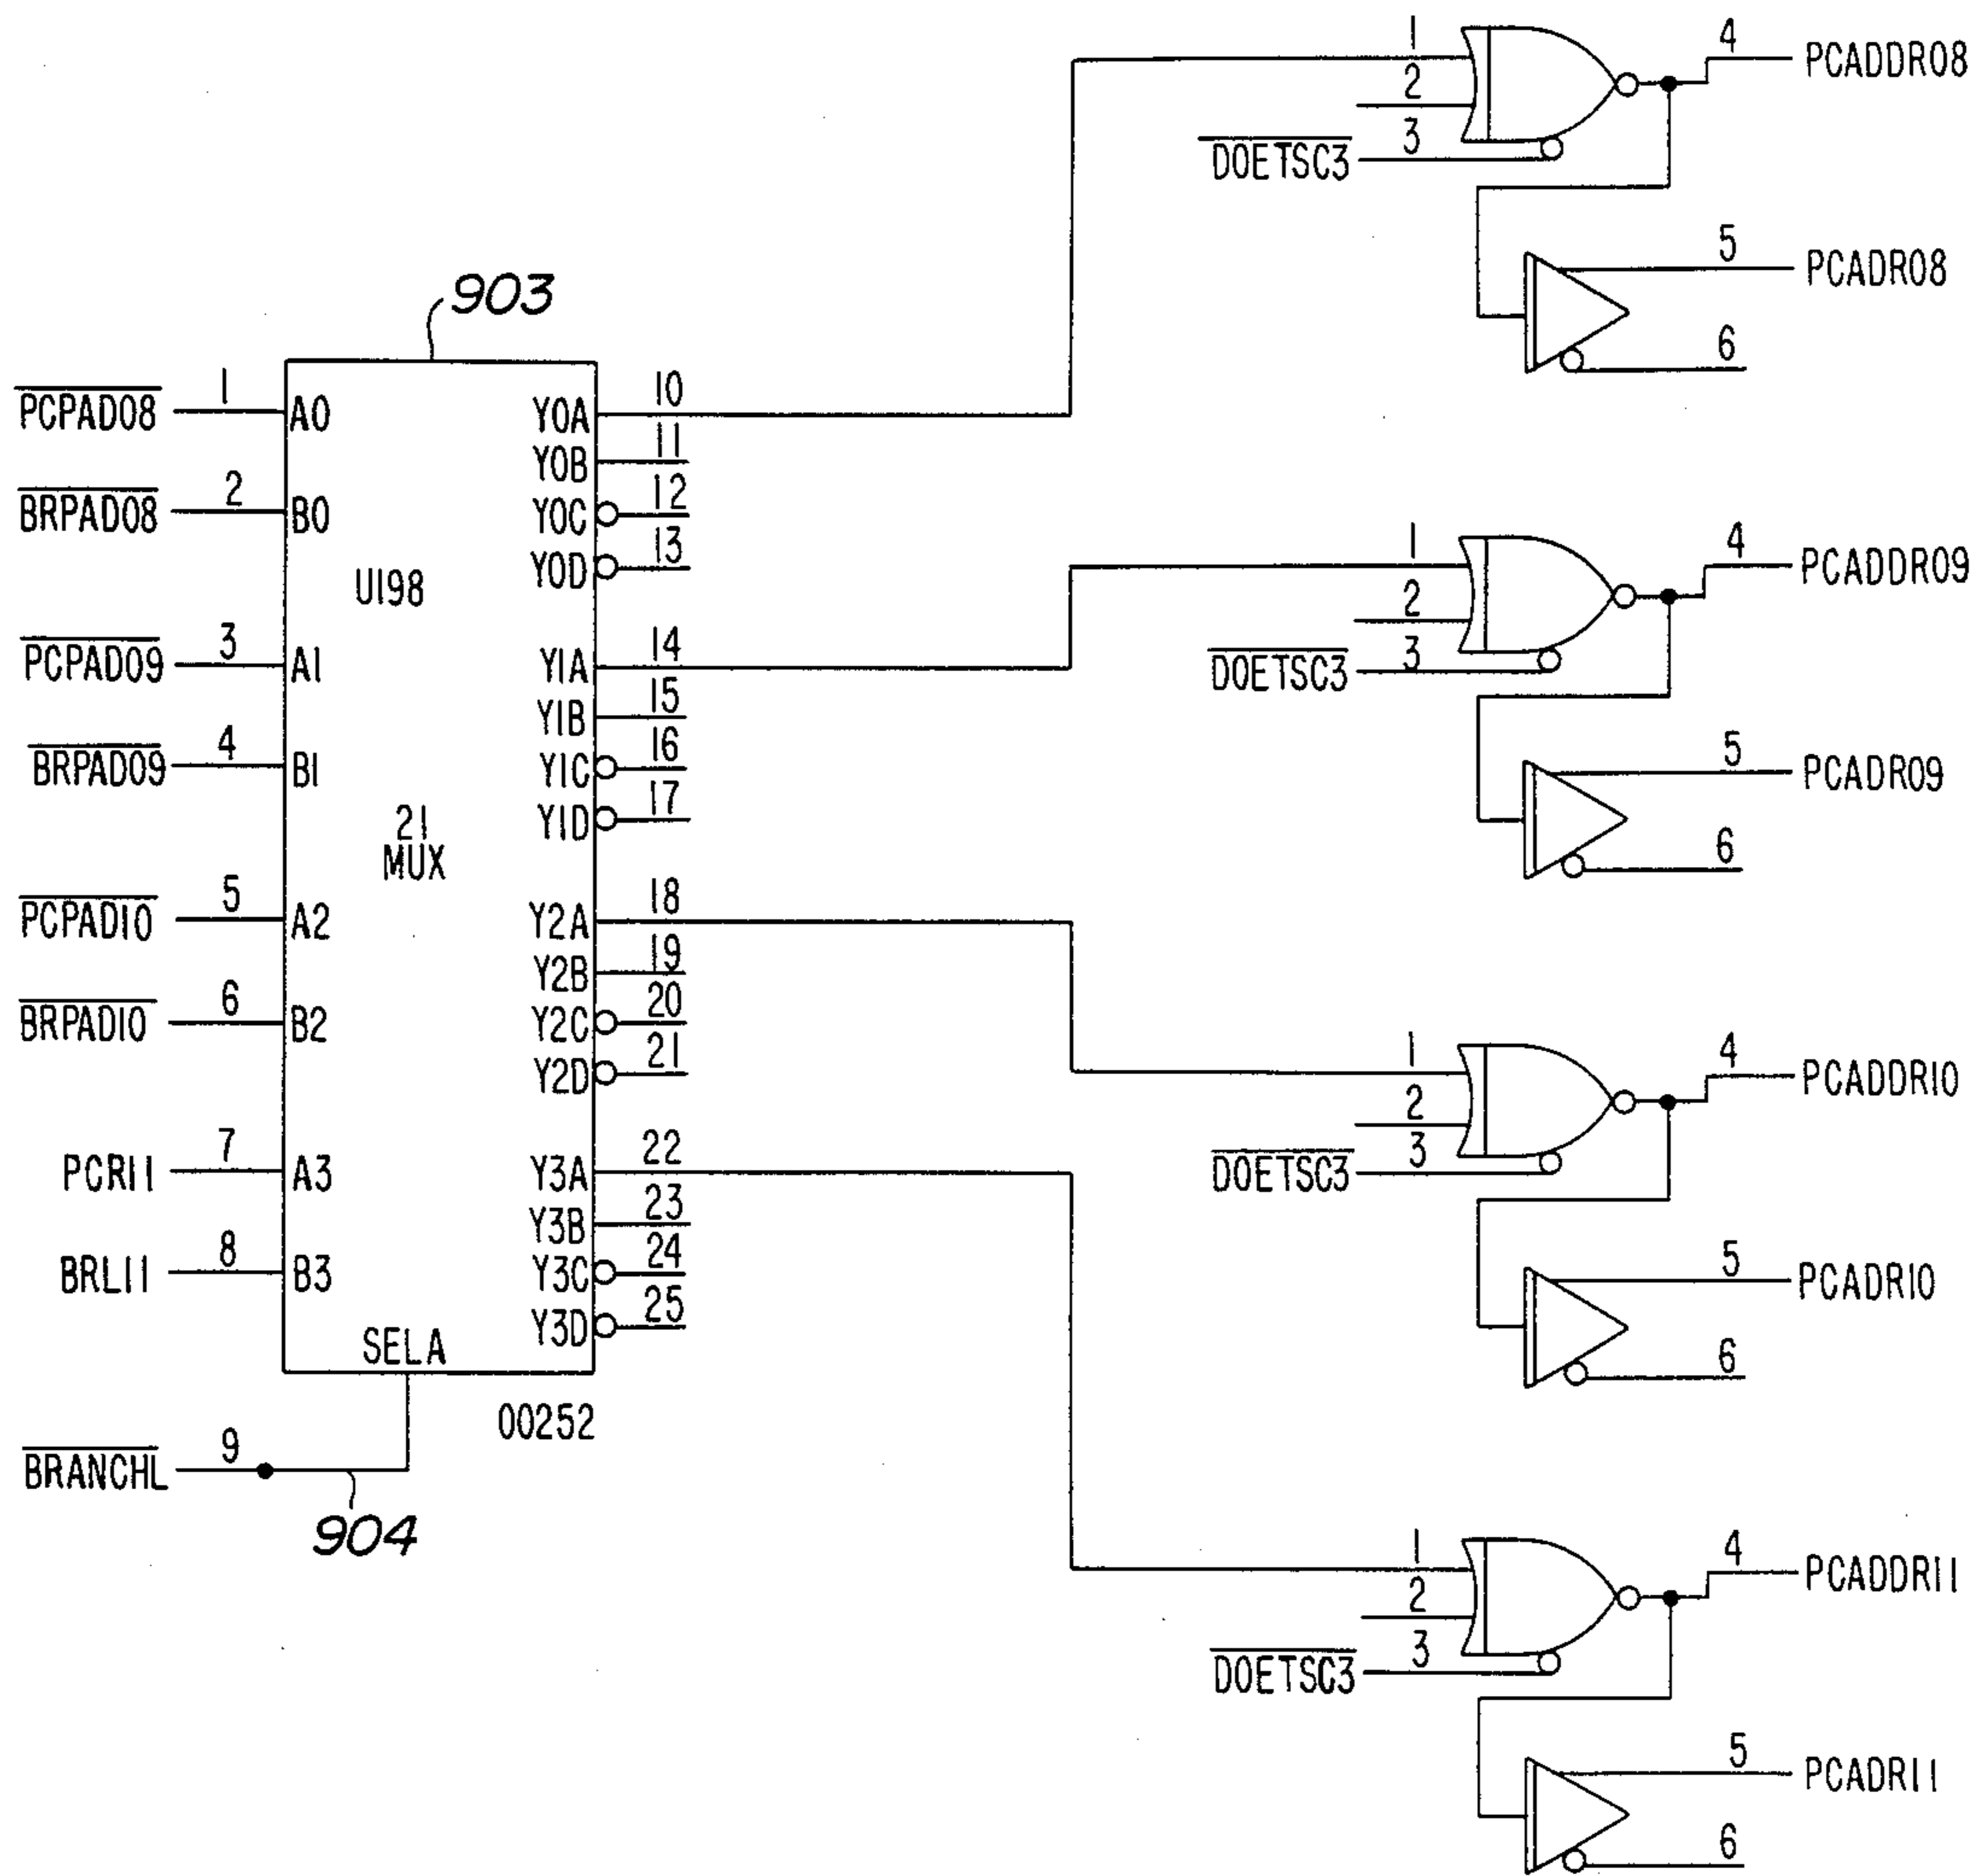 903
PCPAD08 1 A0
BRPAD08 2 B0
PCPAD09 3 A1
BRPAD09 4 B1
PCPAD10 5 A2
BRPAD10 6 B2
PCR11 7 A3
BRL11 8 B3
BRANCHL 9
904
U198
21
MUX
SELA
00252
Y0A 10
Y0B 11
Y0C 12
Y0D 13
Y1A 14
Y1B 15
Y1C 16
Y1D 17
Y2A 18
Y2B 19
Y2C 20
Y2D 21
Y3A 22
Y3B 23
Y3C 24
Y3D 25
1
2
DOETSC3 3
4 PCADDR08
5 PCADR08
6
1
2
DOETSC3 3
4 PCADDR09
5 PCADR09
6
1
2
DOETSC3 3
4 PCADDR10
5 PCADR10
6
1
2
DOETSC3 3
4 PCADDR11
5 PCADR11
6